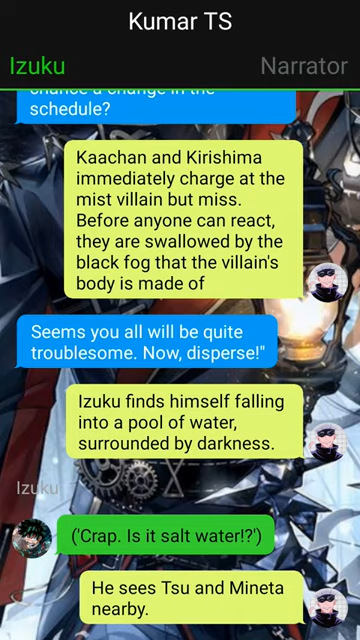 Kumar TS
Izuku Narrator
chance a change in the
schedule?
Kaachan and Kirishima
immediately charge at the
mist villain but miss.
Before anyone can react,
they are swallowed by the
black fog that the villain's
body is made of
Seems you all will be quite
troublesome. Now, disperse!"
Izuku finds himself falling
into a pool of water,
surrounded by darkness.
Izuku
('Crap. Is it salt water!?')
He sees Tsu and Mineta
nearby.